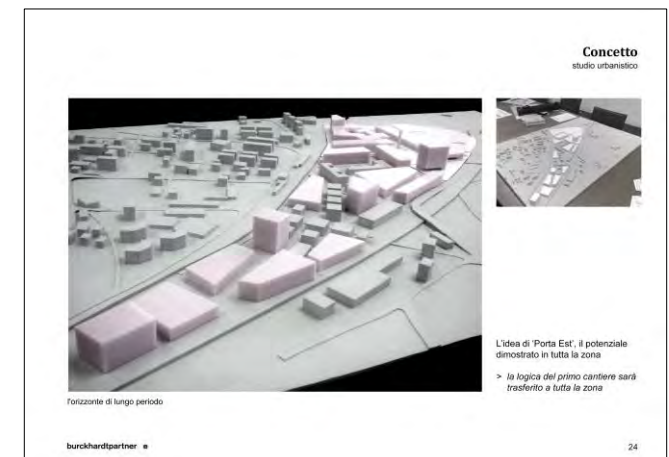 Concetto
studio urbanistico
L'idea di 'Porta Est', il potenziale
dimostrato in tutta la zona
> la logica del primo cantiere sarà
trasferito a tutta la zona
l'orizzonte di lungo periodo
burckhardtpartner
24